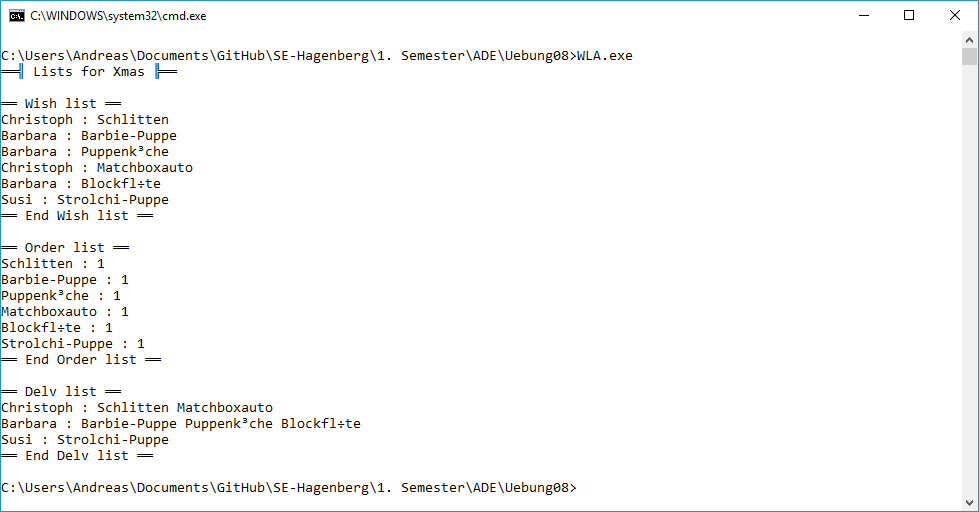 C:\WINDOWS\system32\cmd.exe
C:\Users\Andreas\Documents\GitHub\SE-Hagenberg\1. Semester\ADE\Uebung08>WLA.exe
══╣ Lists for Xmas ╠══
══ Wish list ══
Christoph : Schlitten
Barbara : Barbie-Puppe
Barbara : Puppenk³che
Christoph : Matchboxauto
Barbara : Blockfl÷te
Susi : Strolchi-Puppe
══ End Wish list ══
══ Order list ══
Schlitten : 1
Barbie-Puppe : 1
Puppenk³che : 1
Matchboxauto : 1
Blockfl÷te : 1
Strolchi-Puppe : 1
══ End Order list ══
══ Delv list ══
Christoph : Schlitten Matchboxauto
Barbara : Barbie-Puppe Puppenk³che Blockfl÷te
Susi : Strolchi-Puppe
══ End Delv list ══
C:\Users\Andreas\Documents\GitHub\SE-Hagenberg\1. Semester\ADE\Uebung08>